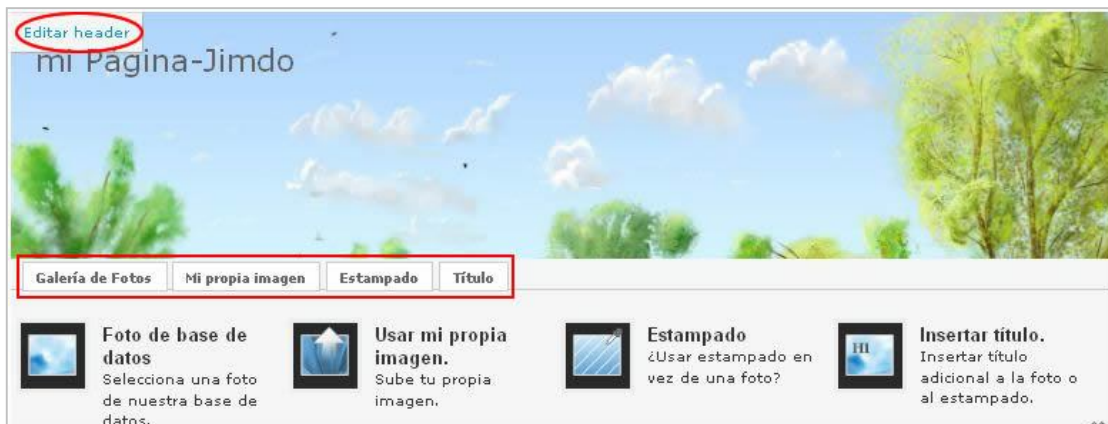 Editar header
mi Página-Jimdo
Galería de Fotos
Mi propia imagen
Estampado
Título
Foto de base de
datos
Selecciona una foto
de nuestra base de
datos.
Usar mi propia
imagen.
Sube tu propia
imagen.
Estampado
¿Usar estampado en
vez de una foto?
H1
Insertar título.
Insertar título
adicional a la foto o
al estampado.